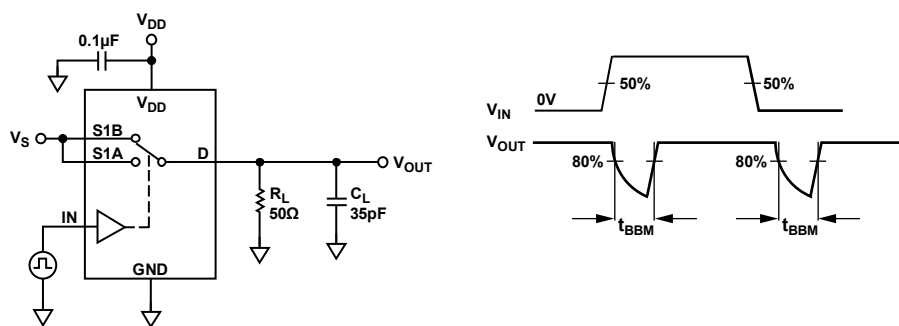 VDD
0.1µF
VDD
VS
S1B
S1A
D
VOUT
RL
50Ω
CL
35pF
IN
GND
VIN
0V
50%
50%
VOUT
80%
80%
tBBM
tBBM